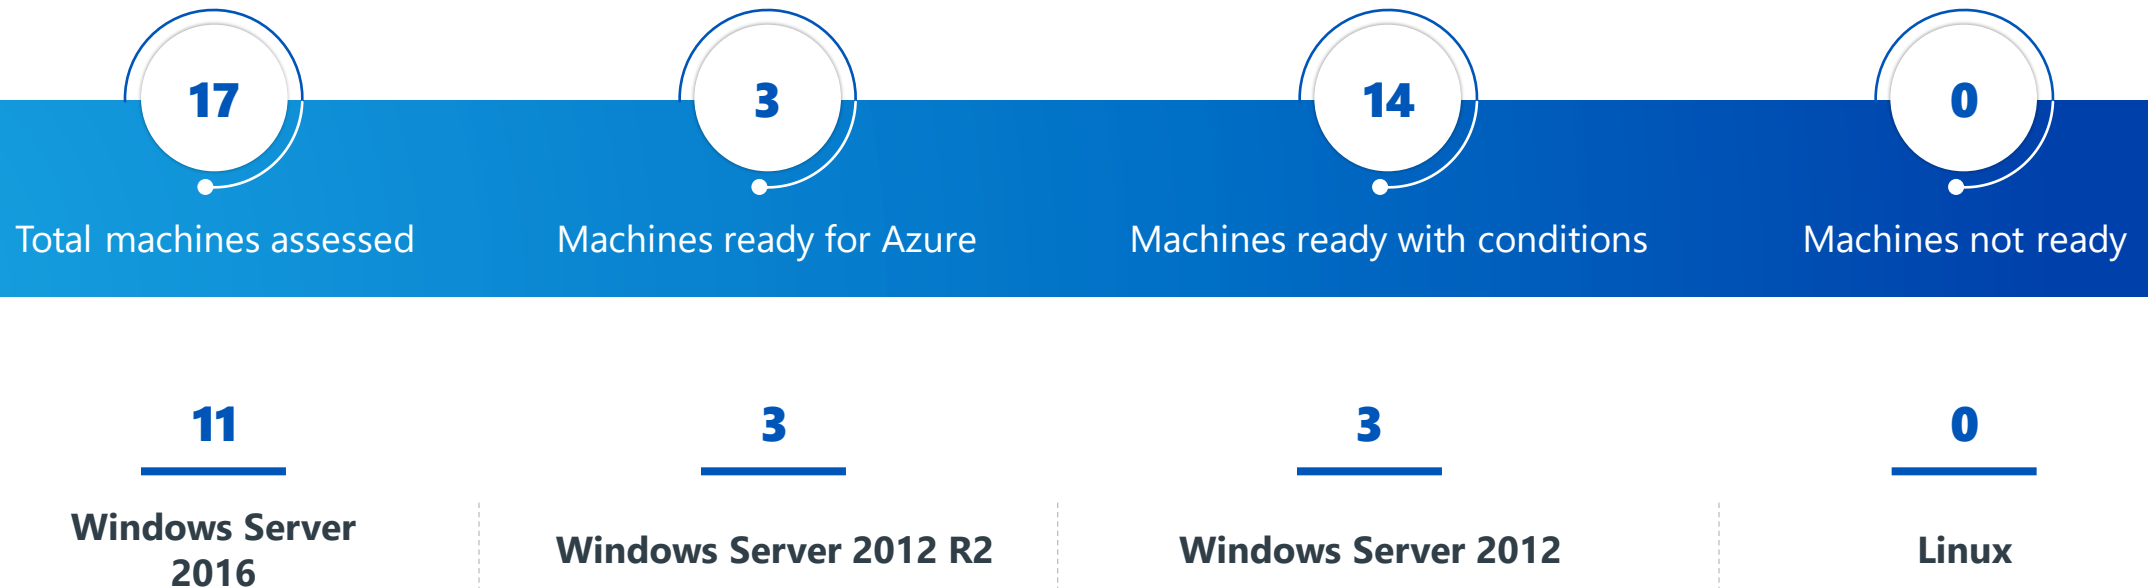 17
3
14
0
Total machines assessed
Machines ready for Azure
Machines ready with conditions
Machines not ready
11
3
3
0
Windows Server
2016
Windows Server 2012 R2
Windows Server 2012
Linux